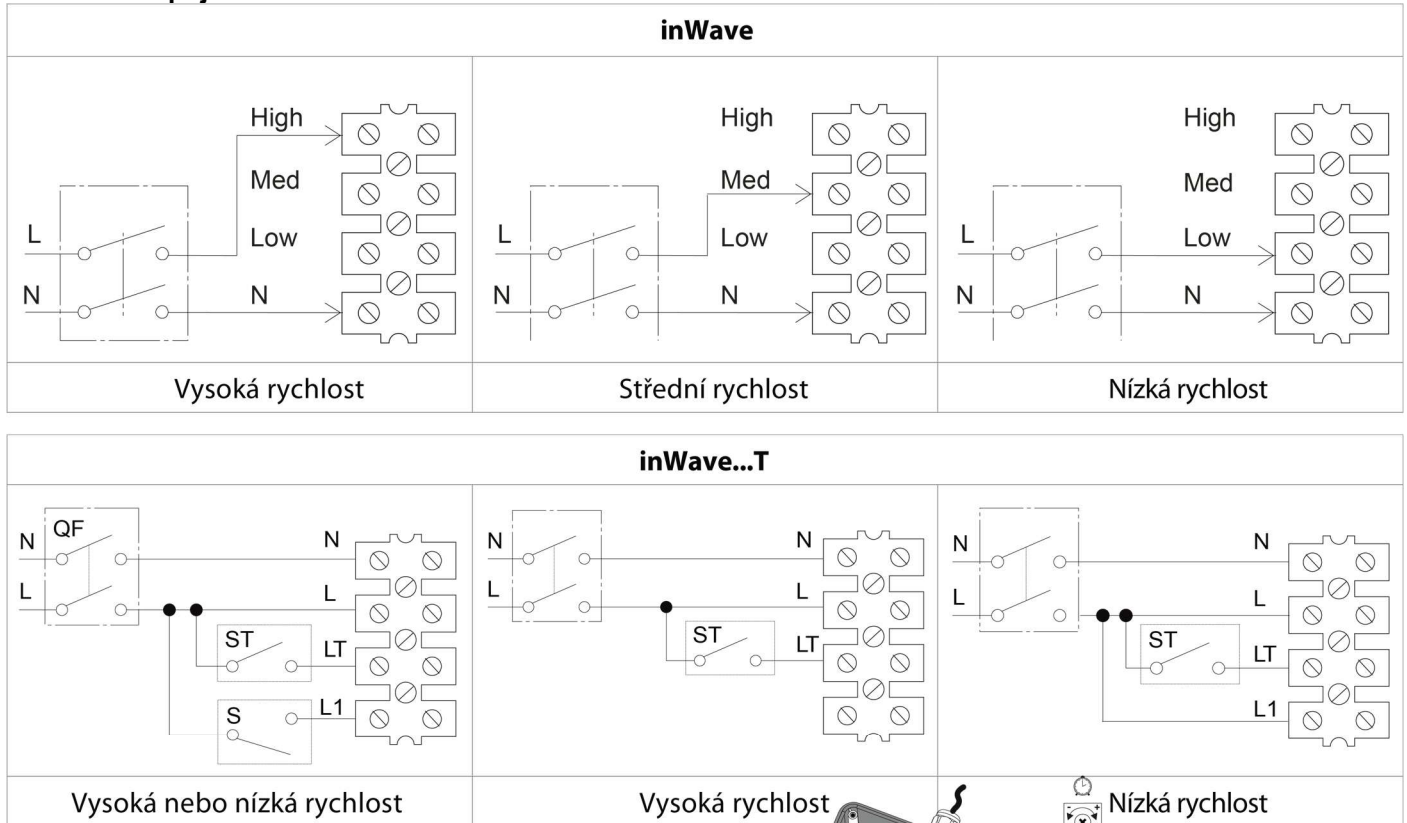 inWave
High
Med
Low
L
N
N
High
Med
Low
L
N
N
High
Med
Low
L
N
N
Vysoká rychlost
Střední rychlost
Nízká rychlost
inWave...T
QF
N
L
N
L
ST
LT
S
L1
N
L
N
L
ST
LT
N
L
N
L
ST
LT
L1
Vysoká nebo nízká rychlost
Vysoká rychlost
Nízká rychlost